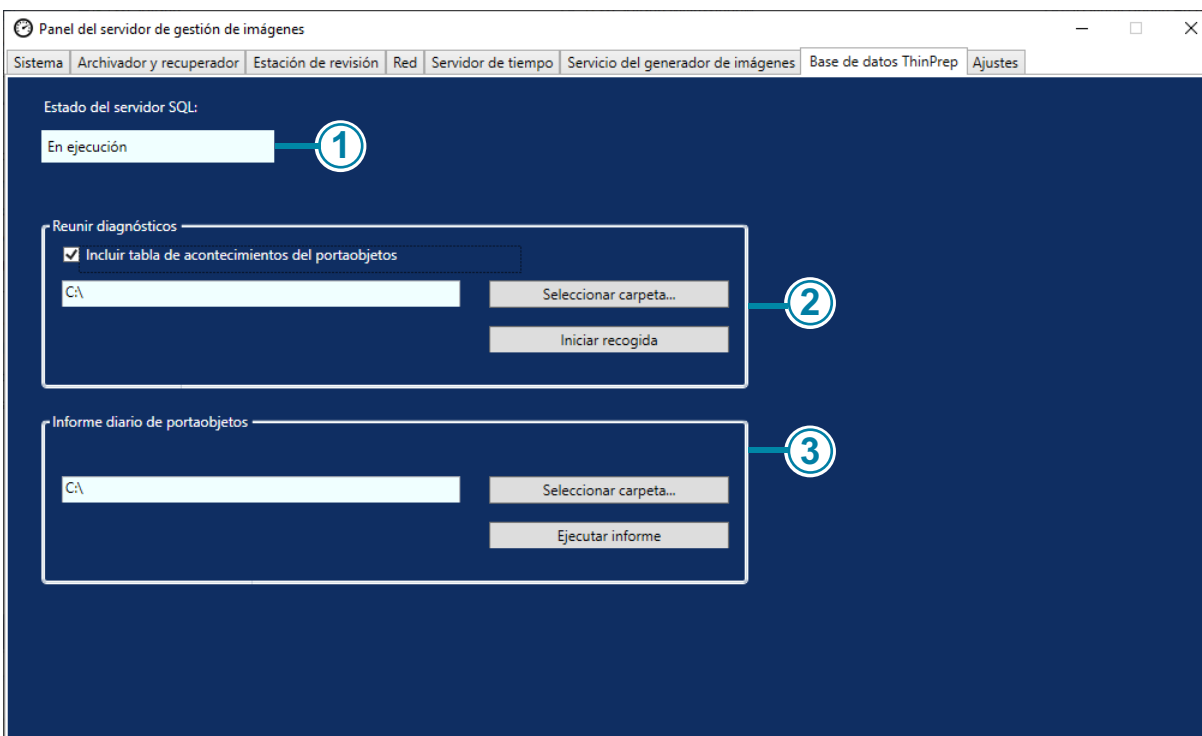 Panel del servidor de gestión de imágenes
Sistema Archivador y recuperador Estación de revisión Red Servidor de tiempo Servicio del generador de imágenes Base de datos ThinPrep Ajustes
Estado del servidor SQL:
En ejecución
1
Reunir diagnósticos
Incluir tabla de acontecimientos del portaobjetos
C:\ Seleccionar carpeta...
2
Iniciar recogida
Informe diario de portaobjetos
3
C:\ Seleccionar carpeta...
Ejecutar informe